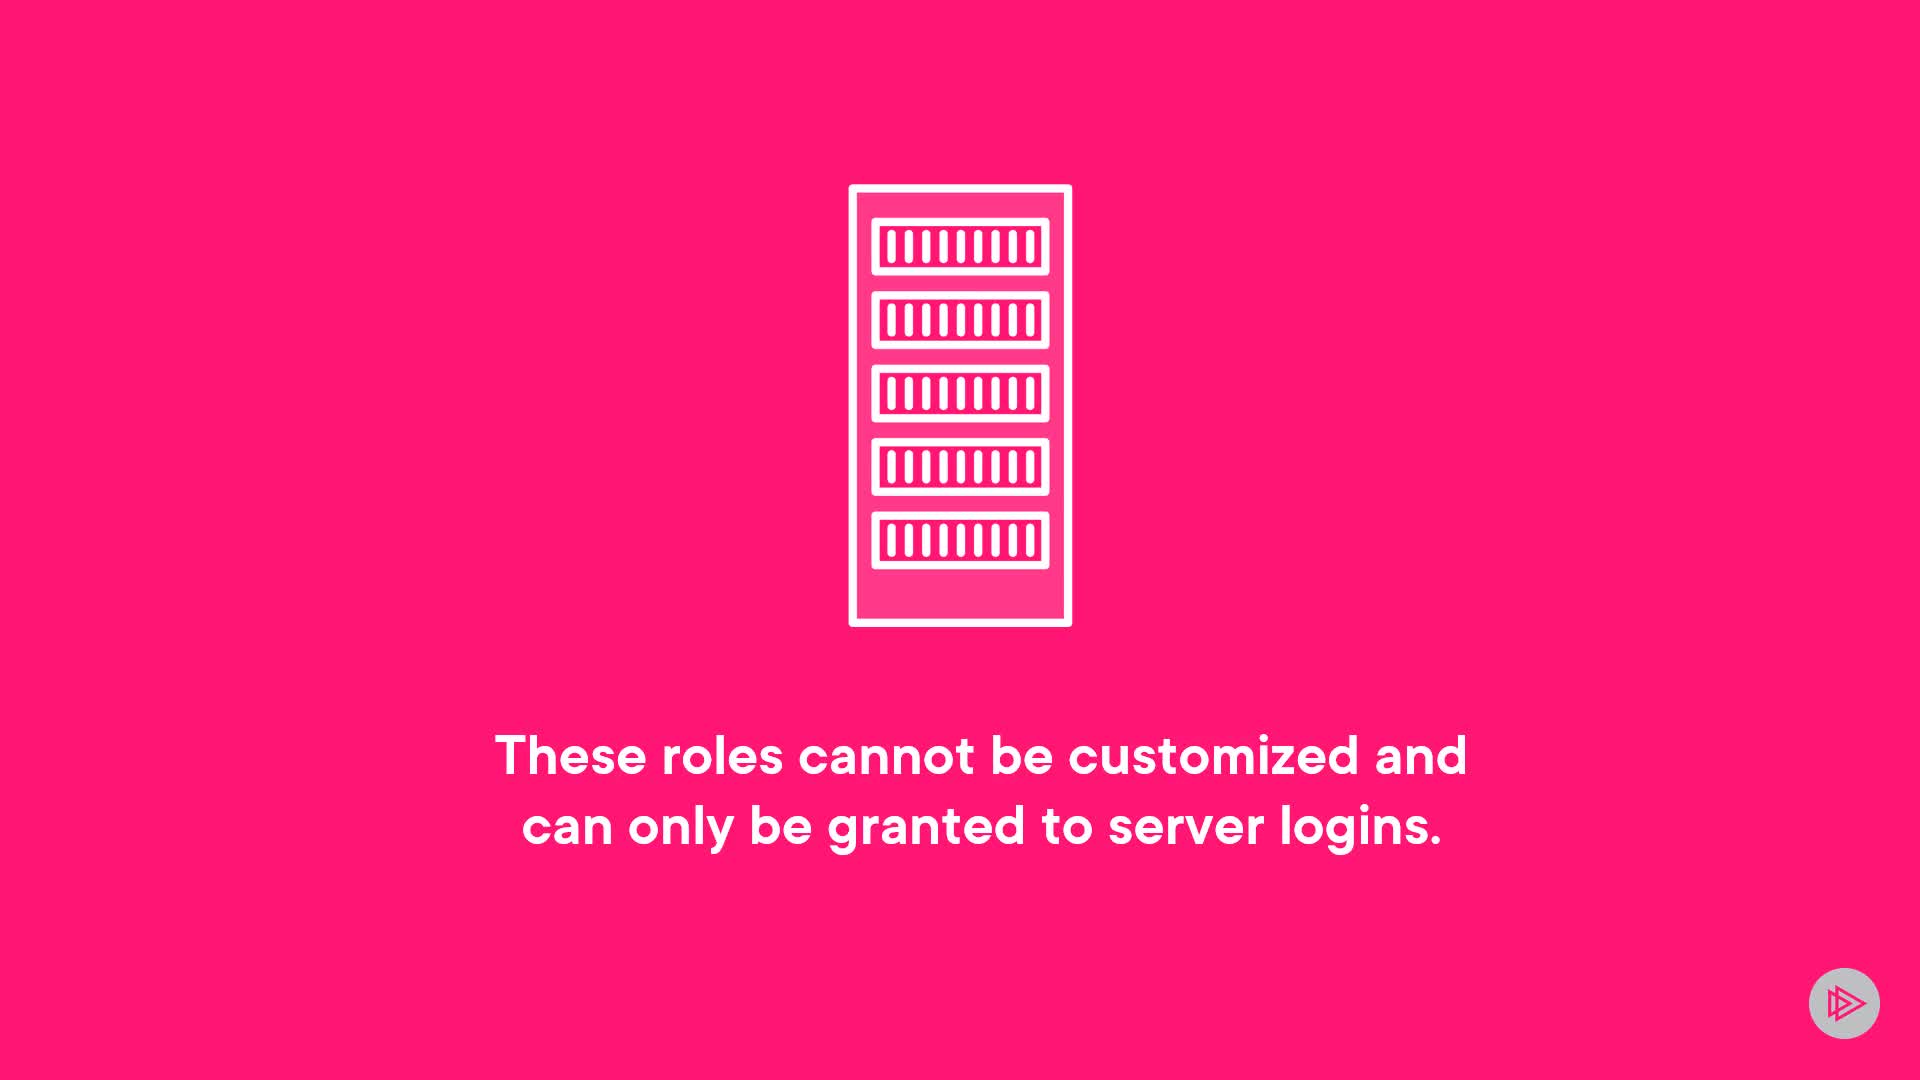 These roles cannot be customized and
can only be granted to server logins.